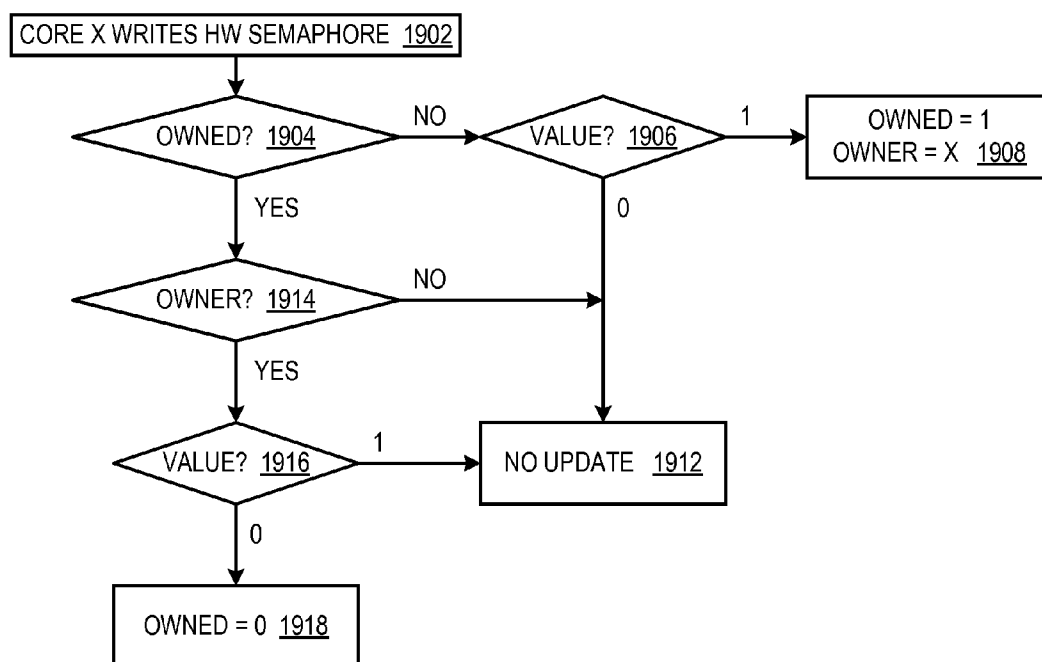 CORE X WRITES HW SEMAPHORE 1902
OWNED? 1904
NO
VALUE? 1906
1
OWNED = 1
OWNER = X 1908
YES
0
OWNER? 1914
NO
YES
VALUE? 1916
1
NO UPDATE 1912
0
OWNED = 0 1918